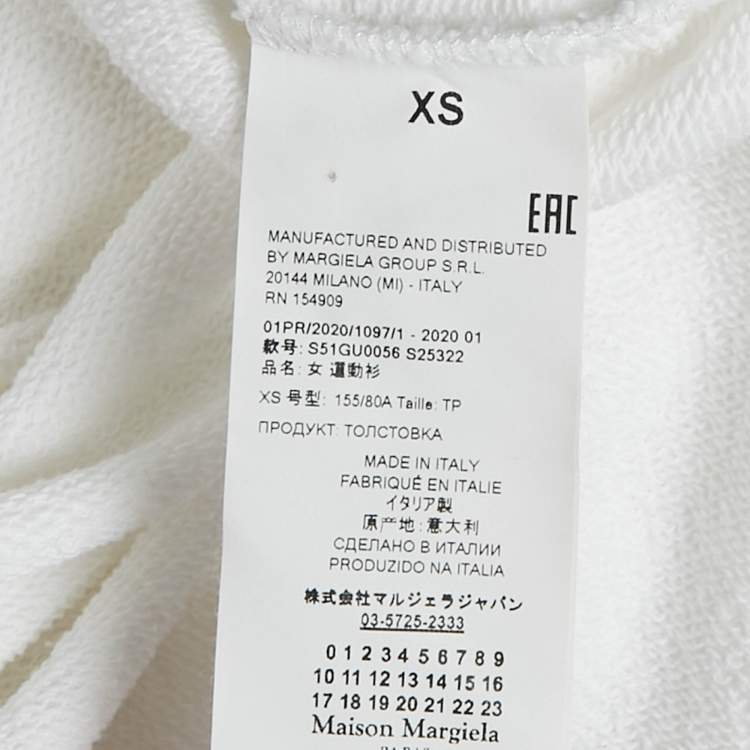 XS
EAC
MANUFACTURED AND DISTRIBUTED
BY MARGIELA GROUP S.R.L.
20144 MILANO (MI) - ITALY
RN 154909
01PR/2020/1097/1 - 2020 01
款号: S51GU0056 S25322
品名: 女 運動衫
XS 号型: 155/80A Taille: TP
ПРОДУКТ: ТОЛСТОВКА
MADE IN ITALY
FABRIQUÉ EN ITALIE
イタリア製
原产地: 意大利
СДЕЛАНО В ИТАЛИИ
PRODUZIDO NA ITALIA
株式会社マルジェラジャパン
03-5725-2333
0 1 2 3 4 5 6 7 8 9
10 11 12 13 14 15 16
17 18 19 20 21 22 23
Maison Margiela